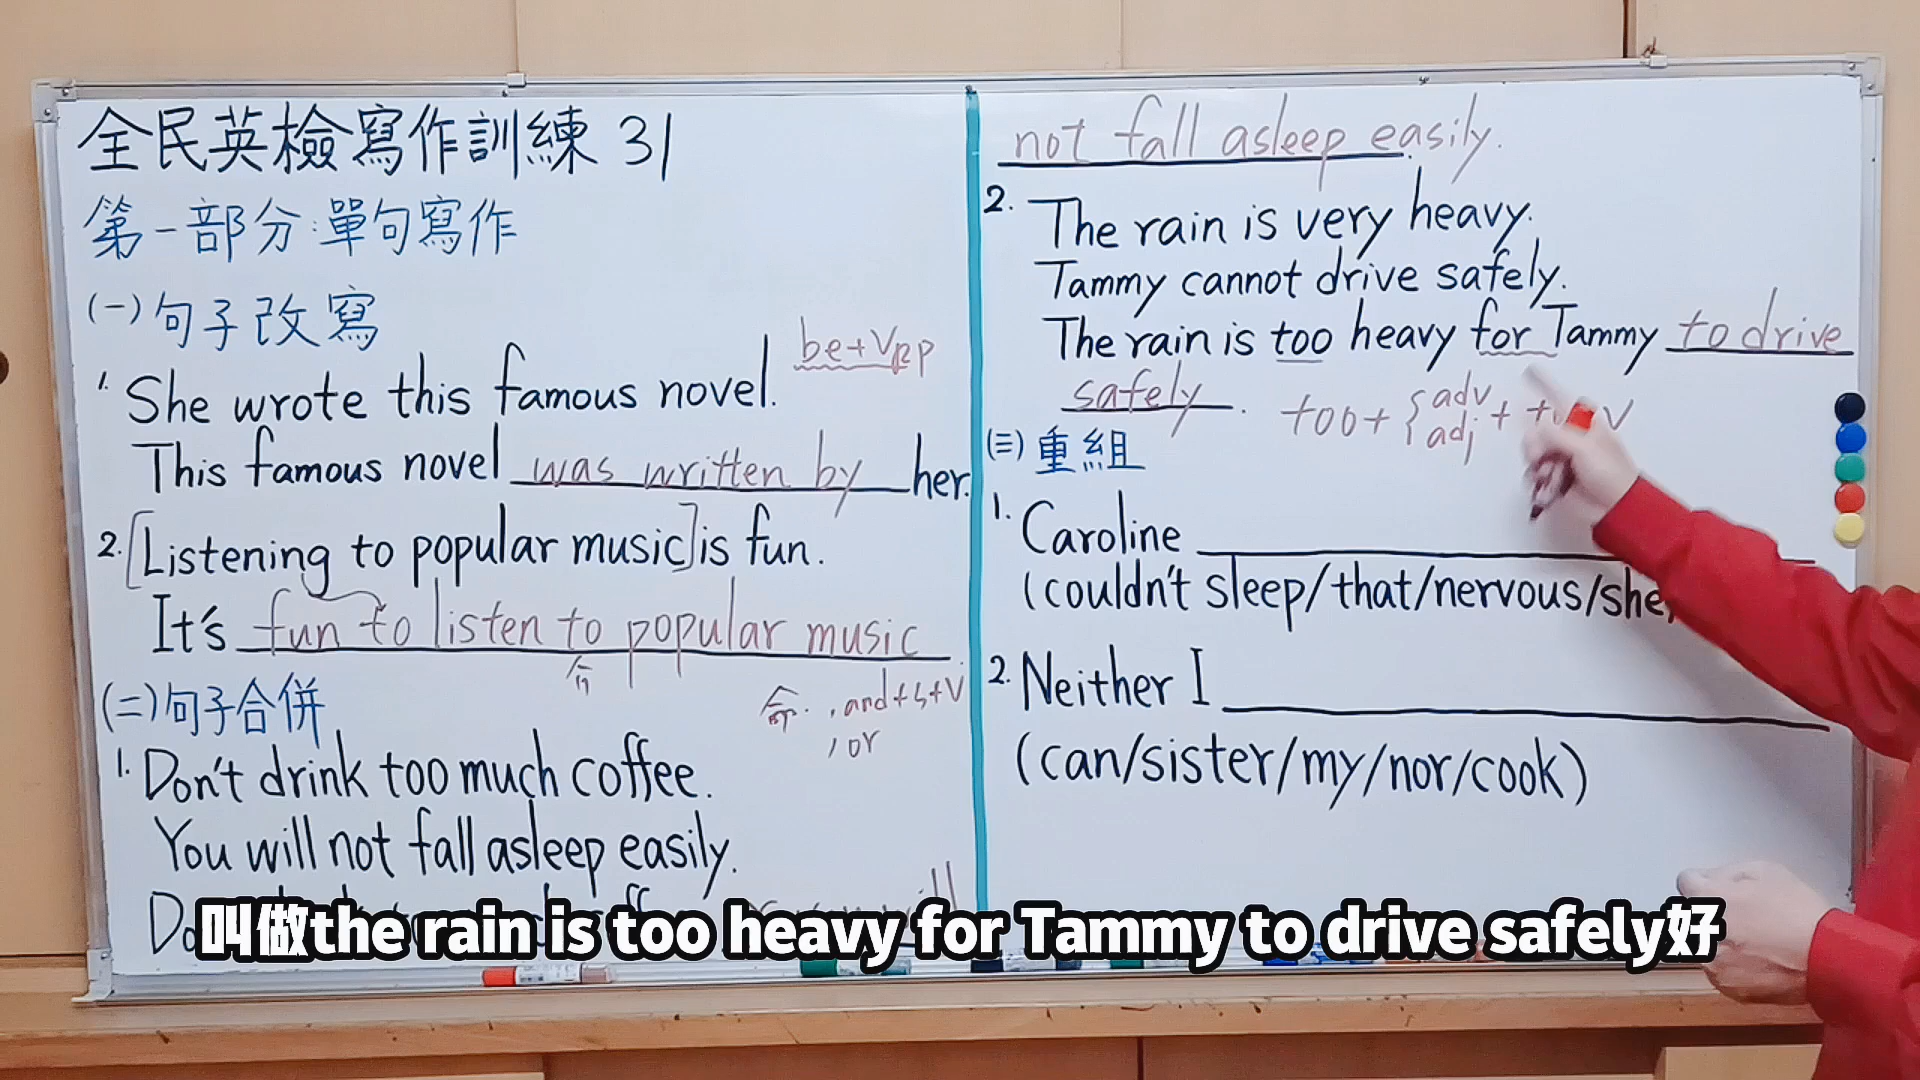 全民英檢寫作訓練 31
第一部分:單句寫作
(一)句子改寫
be+Vpp
1. She wrote this famous novel.
This famous novel was written by her.
2. [Listening to popular music] is fun.
It's fun to listen to popular music
(二)句子合併
命. , and + S + V
, or
1. Don't drink too much coffee.
You will not fall asleep easily.
not fall asleep easily.
2. The rain is very heavy.
Tammy cannot drive safely.
The rain is too heavy for Tammy to drive
safely. too+{adv adj + to V
(三)重組
1. Caroline
(couldn't sleep/that/nervous/she/
2. Neither I
(can/sister/my/nor/cook)
叫做the rain is too heavy for Tammy to drive safely好